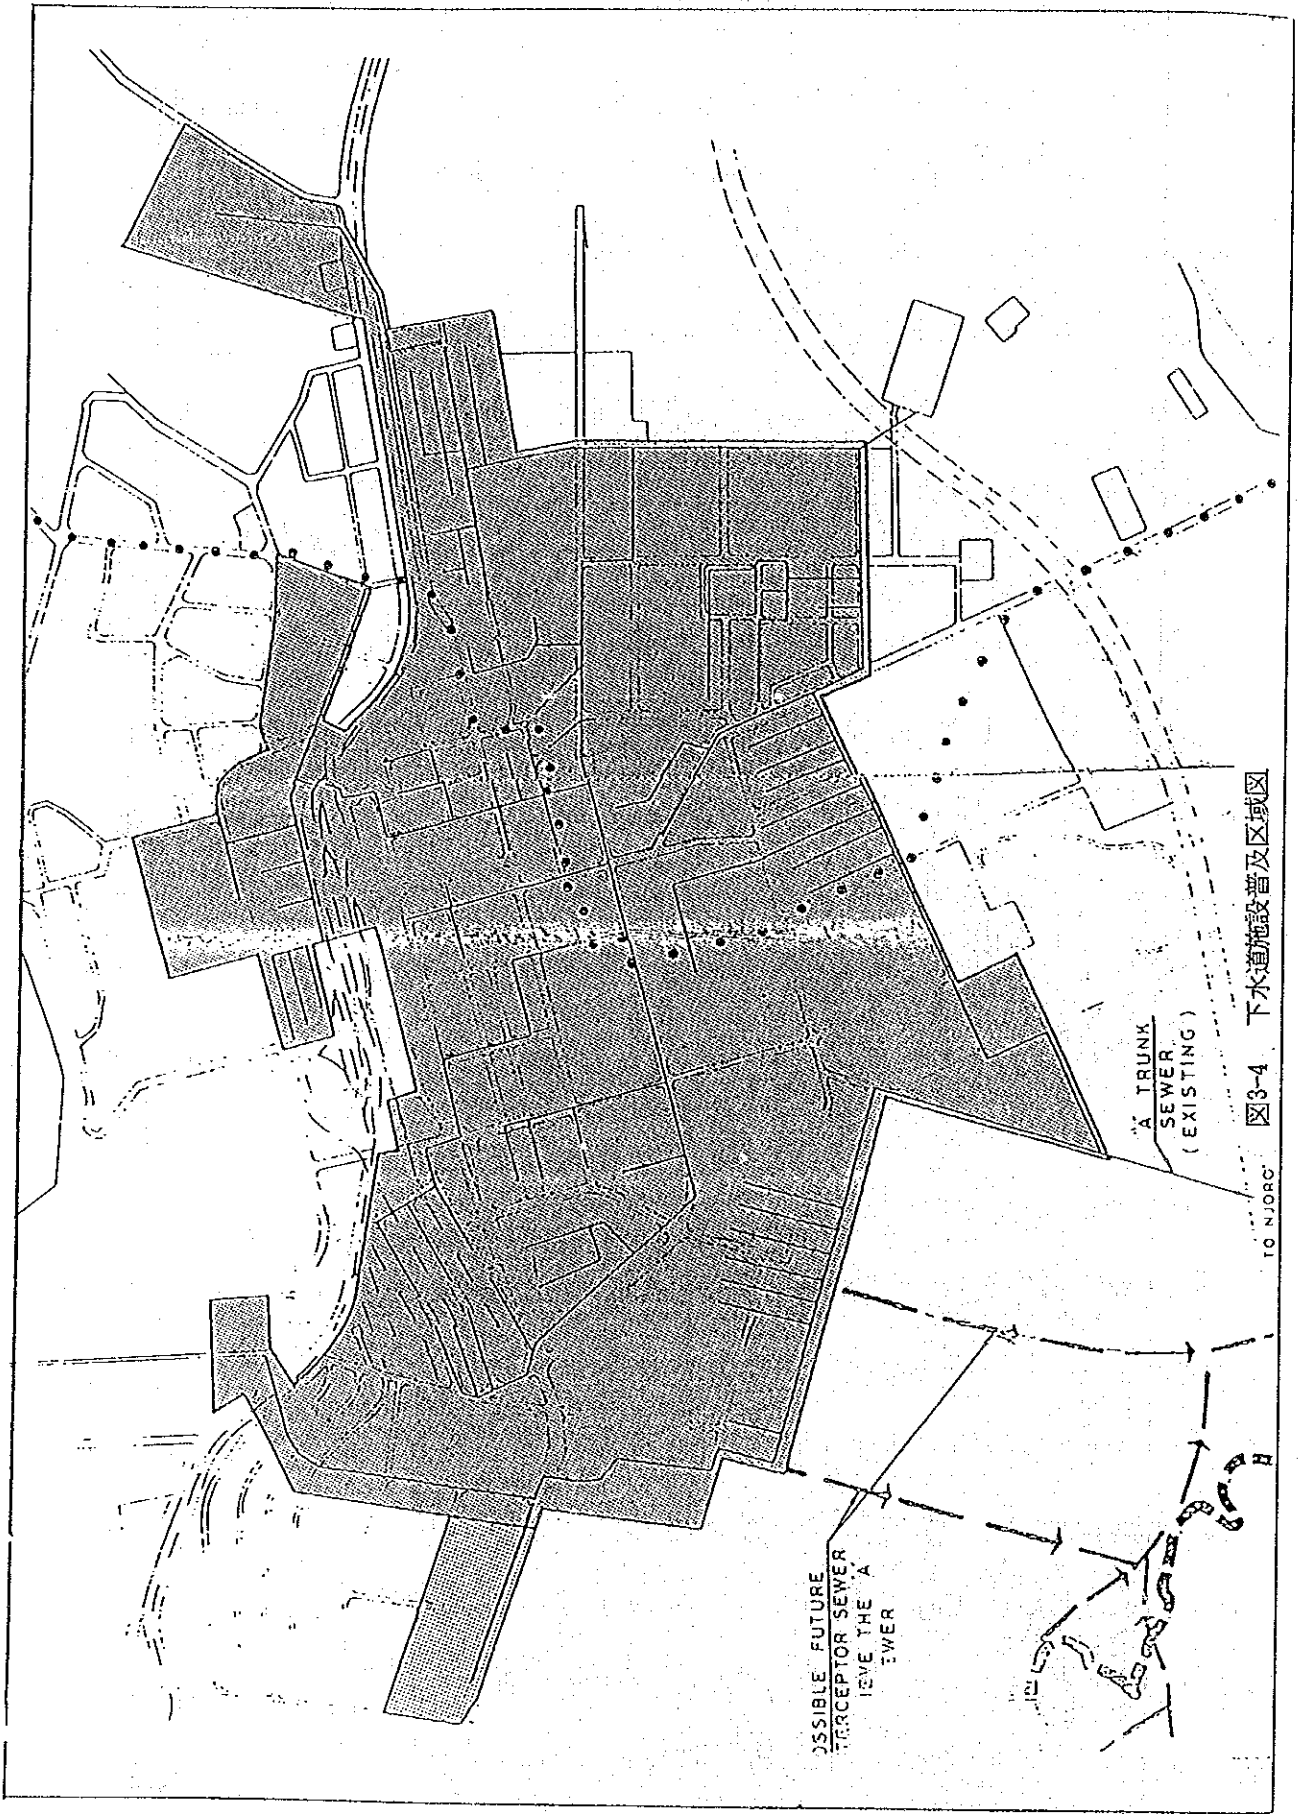 OSSIBLE FUTURE
TERCEPTOR SEWER
IEVE THE "A"
EWER
"A" TRUNK
SEWER
(EXISTING)
TO NJORO
図3-4 下水道施設普及区域図